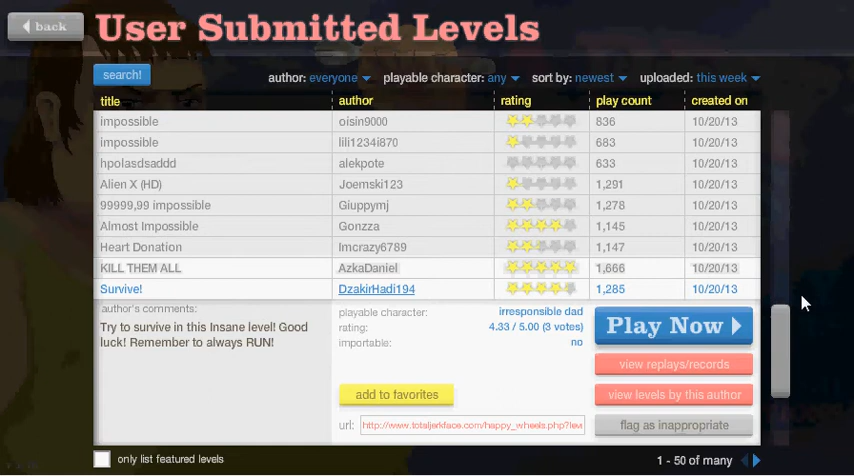 back
User Submitted Levels
search!
author: everyone playable character: any sort by: newest uploaded: this week
title author rating play count created on
impossible oisin9000 836 10/20/13
impossible lili1234i870 683 10/20/13
hpolasdsaddd alekpote 633 10/20/13
Alien X (HD) Joemski123 1,291 10/20/13
99999,99 impossible Giuppymj 1,278 10/20/13
Almost Impossible Gonzza 1,145 10/20/13
Heart Donation Imcrazy6789 1,147 10/20/13
KILL THEM ALL AzkaDaniel 1,666 10/20/13
Survive! DzakirHadi194 1,285 10/20/13
author's comments:
Try to survive in this Insane level! Good
luck! Remember to always RUN!
playable character: irresponsible dad
rating: 4.33 / 5.00 (3 votes)
importable: no
add to favorites
url: http://www.totaljerkface.com/happy_wheels.php?leve
Play Now
view replays/records
view levels by this author
flag as inappropriate
only list featured levels
1 - 50 of many